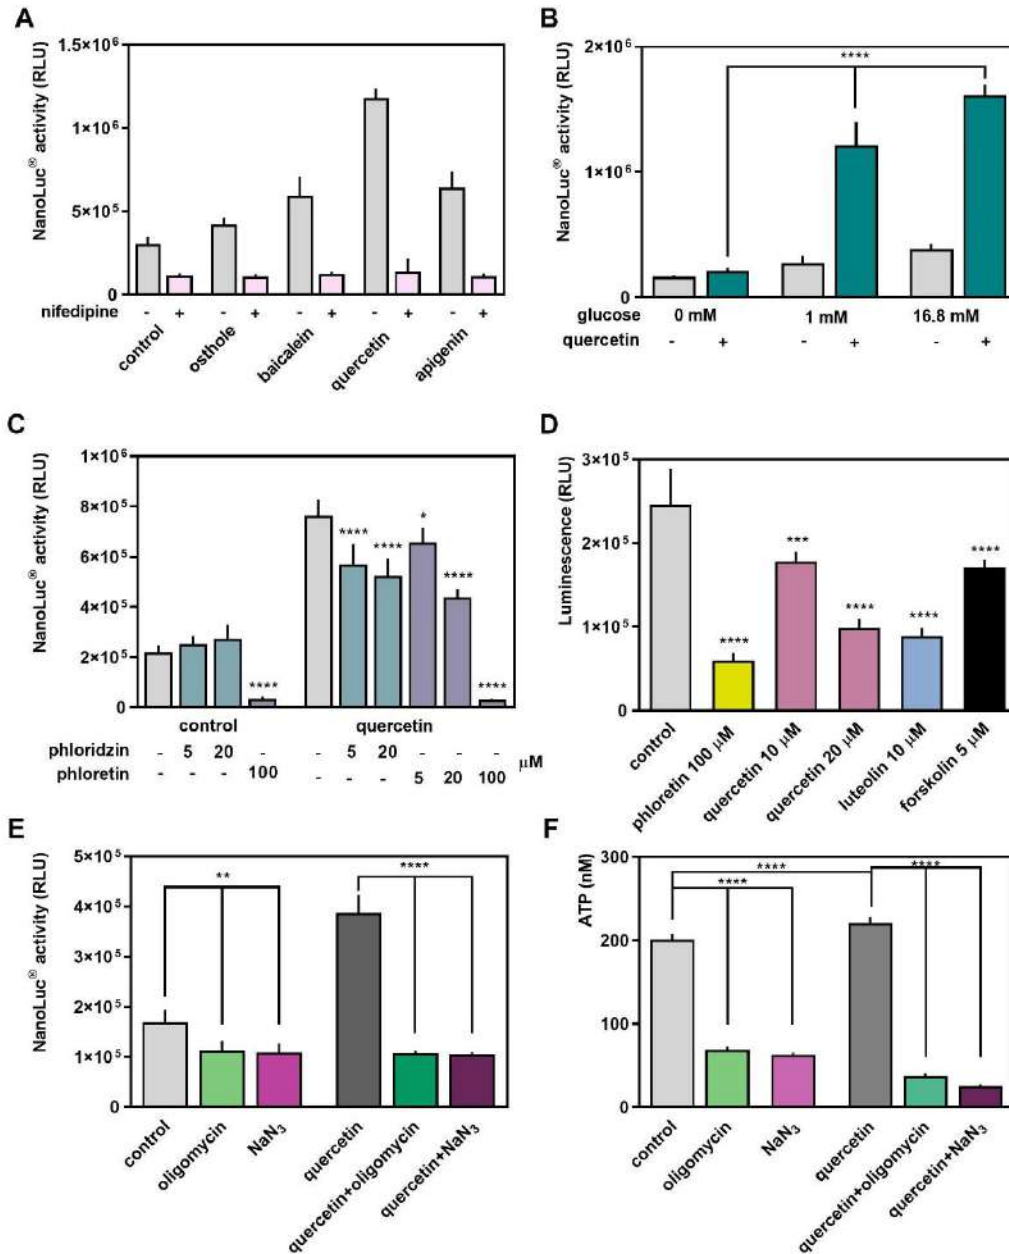 A
NanoLuc® activity (RLU)
1.5×10⁶
1×10⁶
5×10⁵
0
nifedipine - + - + - + - + - +
control osthole baicalein quercetin apigenin
B
NanoLuc® activity (RLU)
2×10⁶
1×10⁶
0
****
glucose 0 mM 1 mM 16.8 mM
quercetin - + - + - +
C
NanoLuc® activity (RLU)
1×10⁶
8×10⁵
6×10⁵
4×10⁵
2×10⁵
0
**** **** **** * **** ****
control quercetin
phloridzin - 5 20 - - 5 20 - - -
phloretin - - - 100 - - - 5 20 100 μM
D
Luminescence (RLU)
3×10⁵
2×10⁵
1×10⁵
0
**** *** **** **** ****
control phloretin 100 μM quercetin 10 μM quercetin 20 μM luteolin 10 μM forskolin 5 μM
E
NanoLuc® activity (RLU)
5×10⁵
4×10⁵
3×10⁵
2×10⁵
1×10⁵
0
** ****
control oligomycin NaN₃ quercetin quercetin+oligomycin quercetin+NaN₃
F
ATP (nM)
300
200
100
0
**** **** ****
control oligomycin NaN₃ quercetin quercetin+oligomycin quercetin+NaN₃